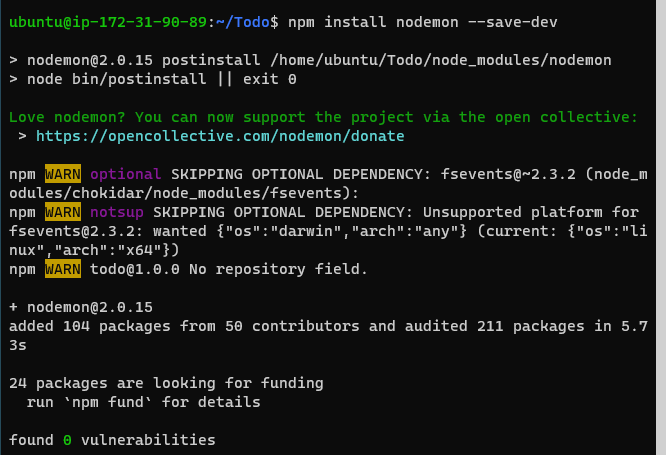 ubuntu@ip-172-31-90-89:~/Todo$ npm install nodemon --save-dev
> nodemon@2.0.15 postinstall /home/ubuntu/Todo/node_modules/nodemon
> node bin/postinstall || exit 0
Love nodemon? You can now support the project via the open collective:
> https://opencollective.com/nodemon/donate
npm WARN optional SKIPPING OPTIONAL DEPENDENCY: fsevents@~2.3.2 (node_m
odules/chokidar/node_modules/fsevents):
npm WARN notsup SKIPPING OPTIONAL DEPENDENCY: Unsupported platform for
fsevents@2.3.2: wanted {"os":"darwin","arch":"any"} (current: {"os":"li
nux","arch":"x64"})
npm WARN todo@1.0.0 No repository field.
+ nodemon@2.0.15
added 104 packages from 50 contributors and audited 211 packages in 5.7
3s
24 packages are looking for funding
run `npm fund` for details
found 0 vulnerabilities